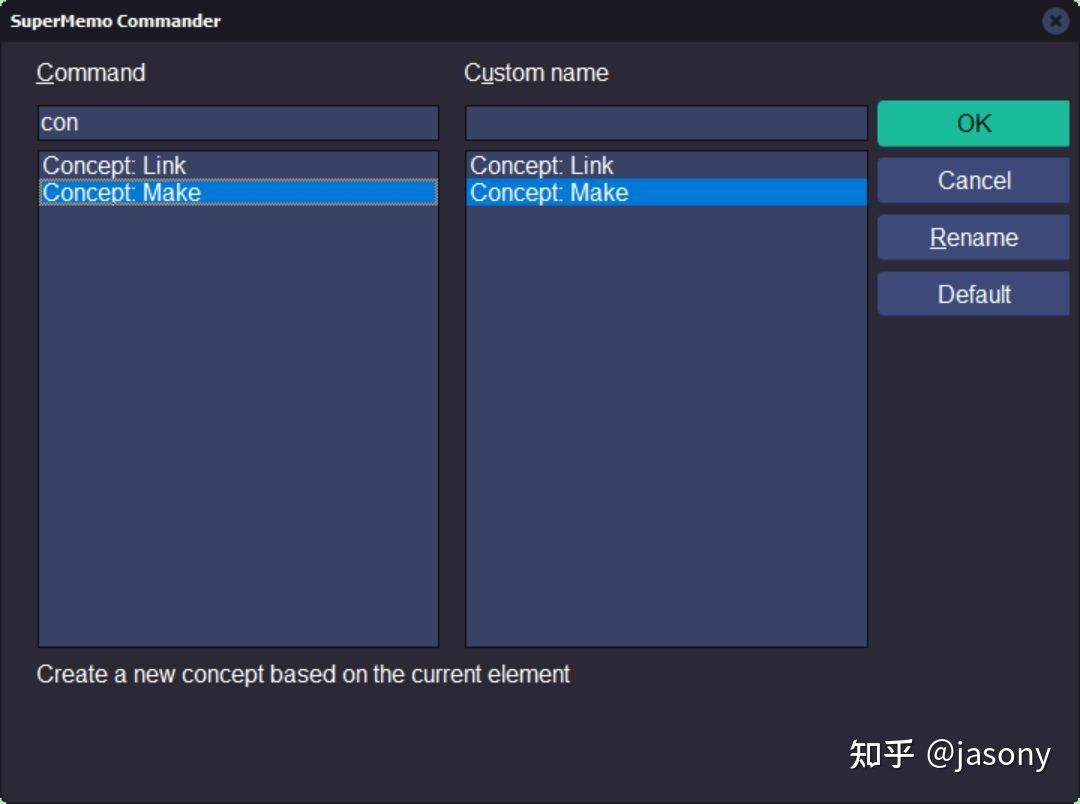 SuperMemo Commander
Command
Custom name
con
OK
Concept: Link
Concept: Link
Concept: Make
Concept: Make
Cancel
Rename
Default
Create a new concept based on the current element
知乎 @jasony